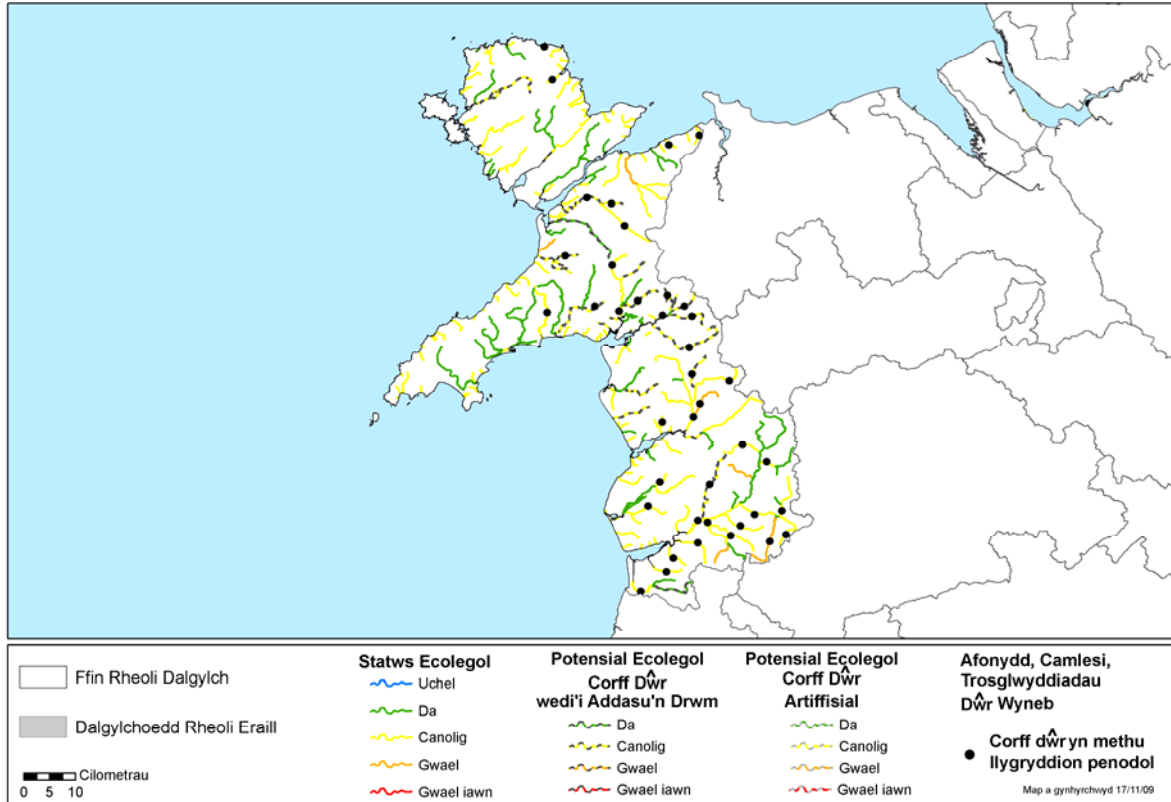 Ffin Rheoli Dalgylch
Dalgylchoedd Rheoli Eraill
Cilometrau
0 5 10
Statws Ecolegol
Uchel
Da
Canolig
Gwael
Gwael iawn
Potensial Ecolegol
Corff Dŵr
wedi'i Addasu'n Drwm
Da
Canolig
Gwael
Gwael iawn
Potensial Ecolegol
Corff Dŵr
Artiffisial
Da
Canolig
Gwael
Gwael iawn
Afonydd, Camlesi,
Trosglwyddiadau
Dŵr Wyneb
Corff dŵr yn methu
llygryddion penodol
Map a gynhyrchwyd 17/11/09